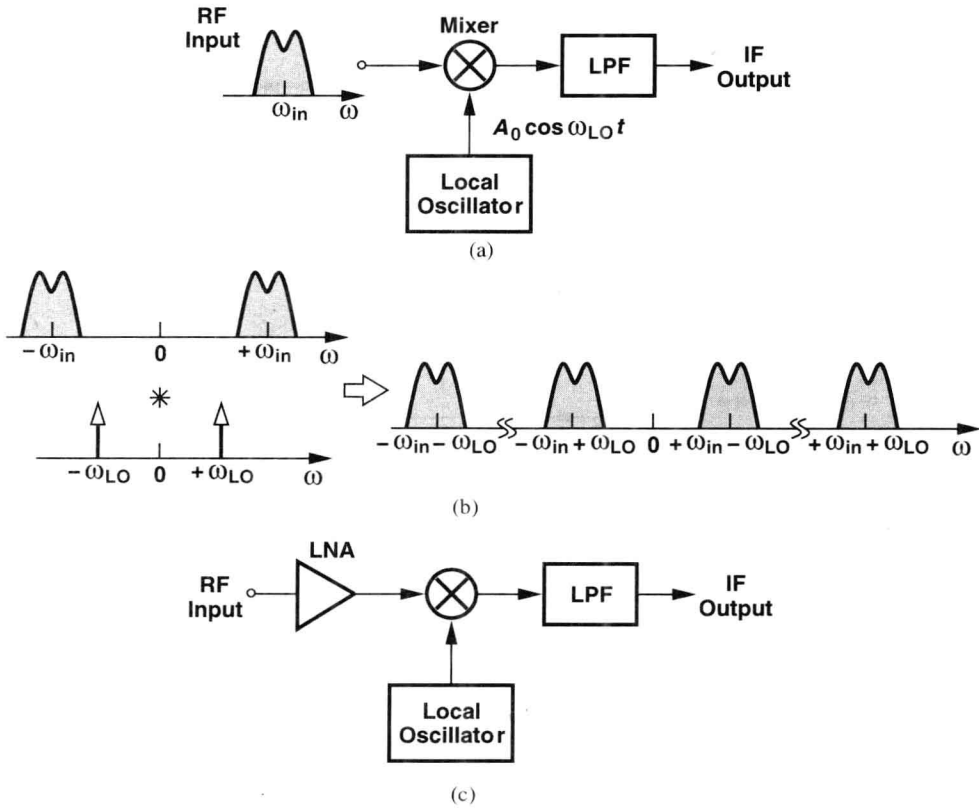 RF
Input
ω_in
ω
Mixer
LPF
IF
Output
A₀ cos ω_LO t
Local
Oscillator
(a)
−ω_in
0
+ω_in
ω
*
−ω_LO
0
+ω_LO
ω
−ω_in−ω_LO
−ω_in+ω_LO
0
+ω_in−ω_LO
+ω_in+ω_LO
ω
(b)
LNA
RF
Input
LPF
IF
Output
Local
Oscillator
(c)